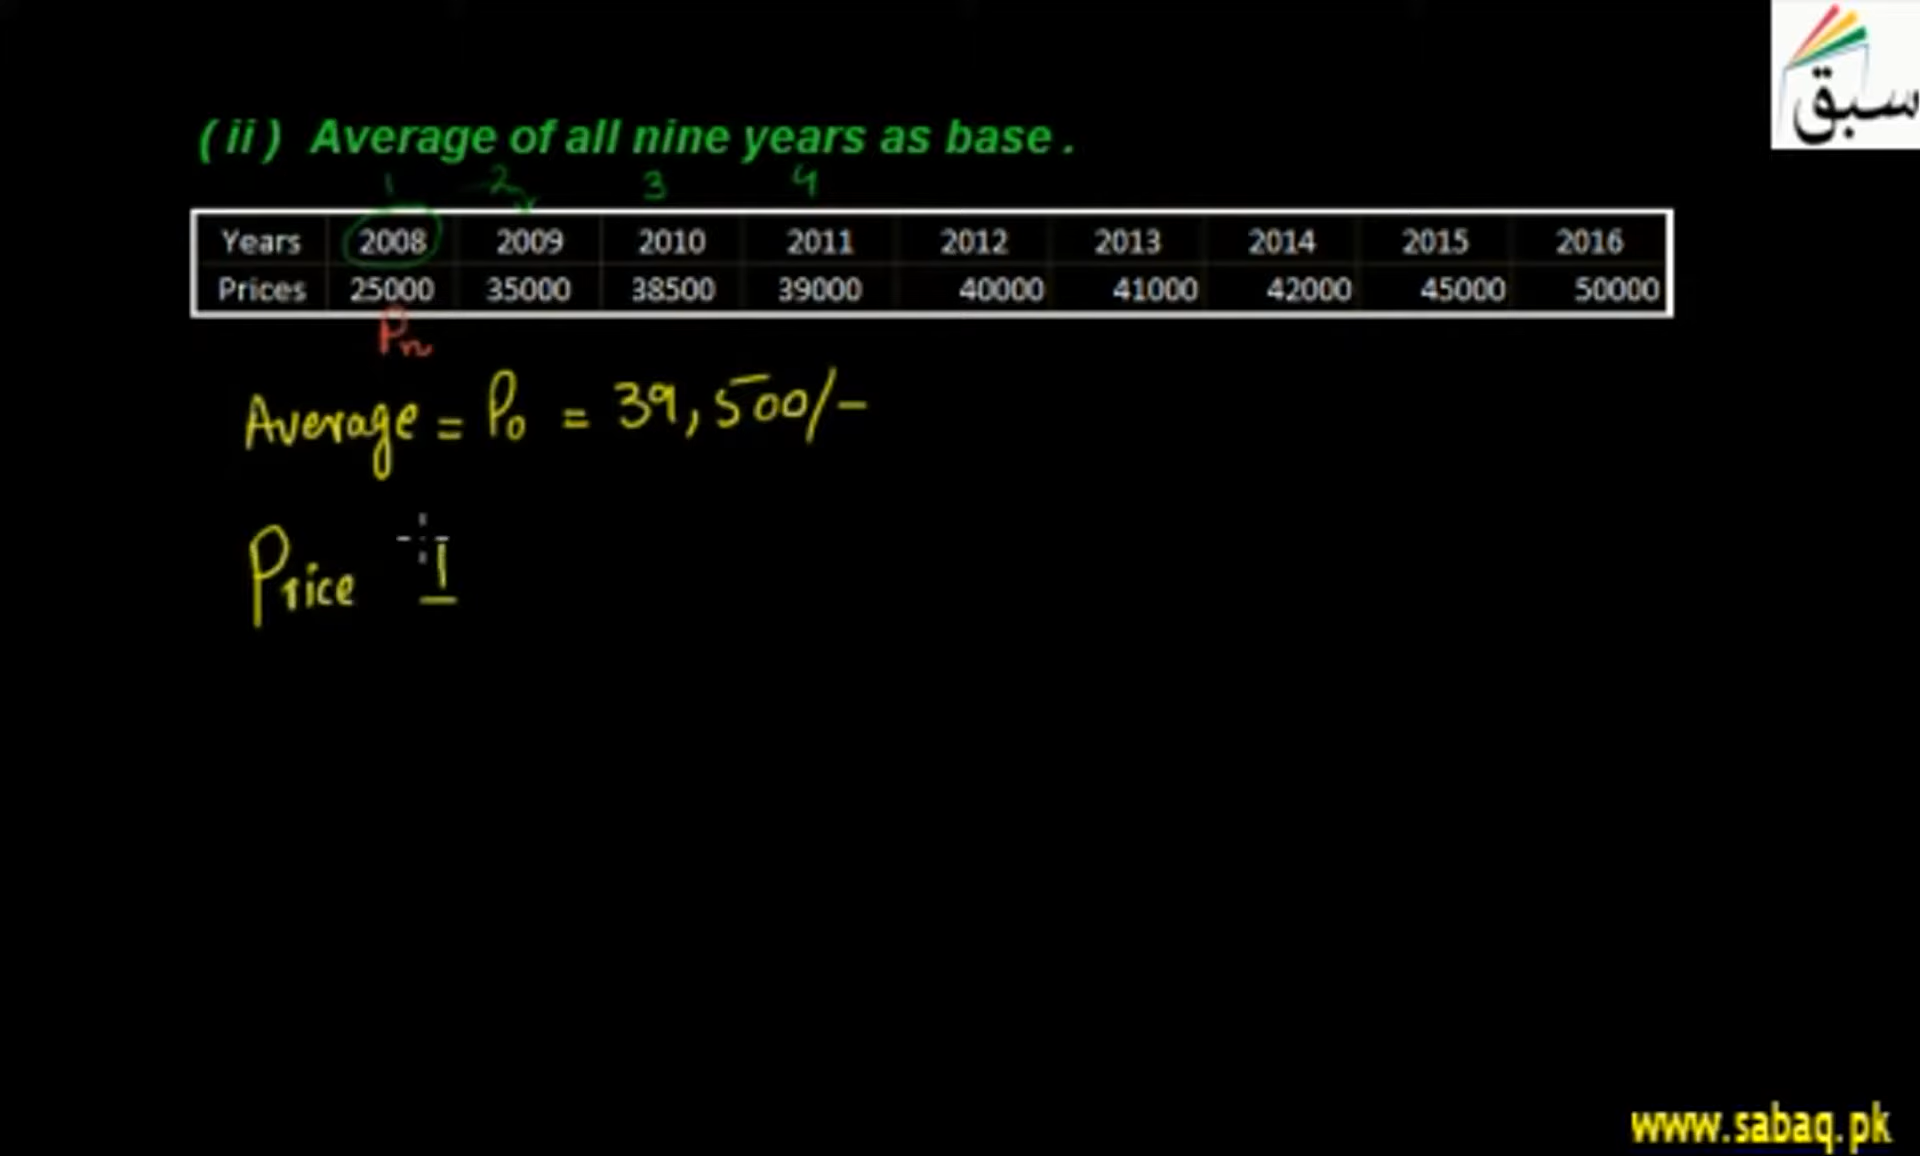 سبق
( ii ) Average of all nine years as base .
1 2 3 4
Years 2008 2009 2010 2011 2012 2013 2014 2015 2016
Prices 25000 35000 38500 39000 40000 41000 42000 45000 50000
Pn
Average = P0 = 39,500/-
Price I
www.sabaq.pk